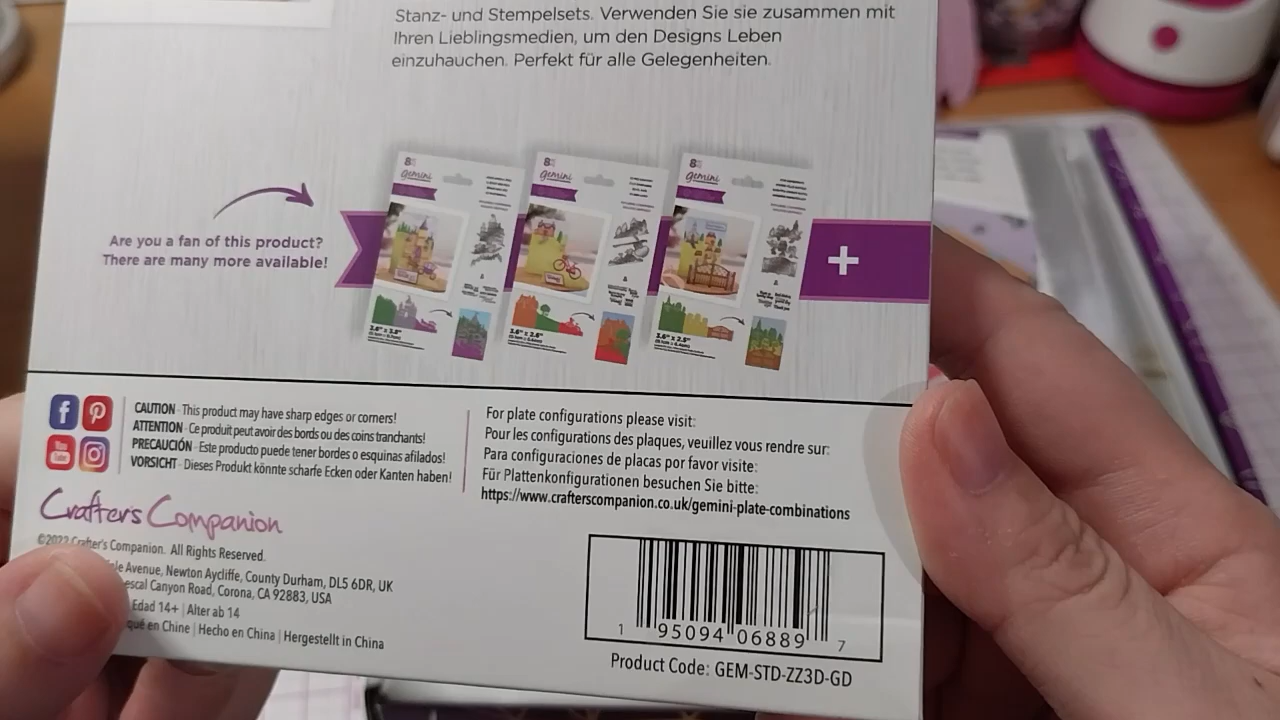 Stanz- und Stempelsets. Verwenden Sie sie zusammen mit
Ihren Lieblingsmedien, um den Designs Leben
einzuhauchen. Perfekt für alle Gelegenheiten.
8
gemini
8
gemini
8
gemini
Are you a fan of this product?
There are many more available!
+
CAUTION - This product may have sharp edges or corners!
ATTENTION - Ce produit peut avoir des bords ou des coins tranchants!
PRECAUCIÓN - Este producto puede tener bordes o esquinas afilados!
VORSICHT - Dieses Produkt könnte scharfe Ecken oder Kanten haben!
For plate configurations please visit:
Pour les configurations des plaques, veuillez vous rendre sur:
Para configuraciones de placas por favor visite:
Für Plattenkonfigurationen besuchen Sie bitte:
https://www.crafterscompanion.co.uk/gemini-plate-combinations
Crafter's Companion
©2022 Crafter's Companion. All Rights Reserved.
Avenue, Newton Aycliffe, County Durham, DL5 6DR, UK
Canyon Road, Corona, CA 92883, USA
Edad 14+ | Alter ab 14
en Chine | Hecho en China | Hergestellt in China
1 95094 06889 7
Product Code: GEM-STD-ZZ3D-GD